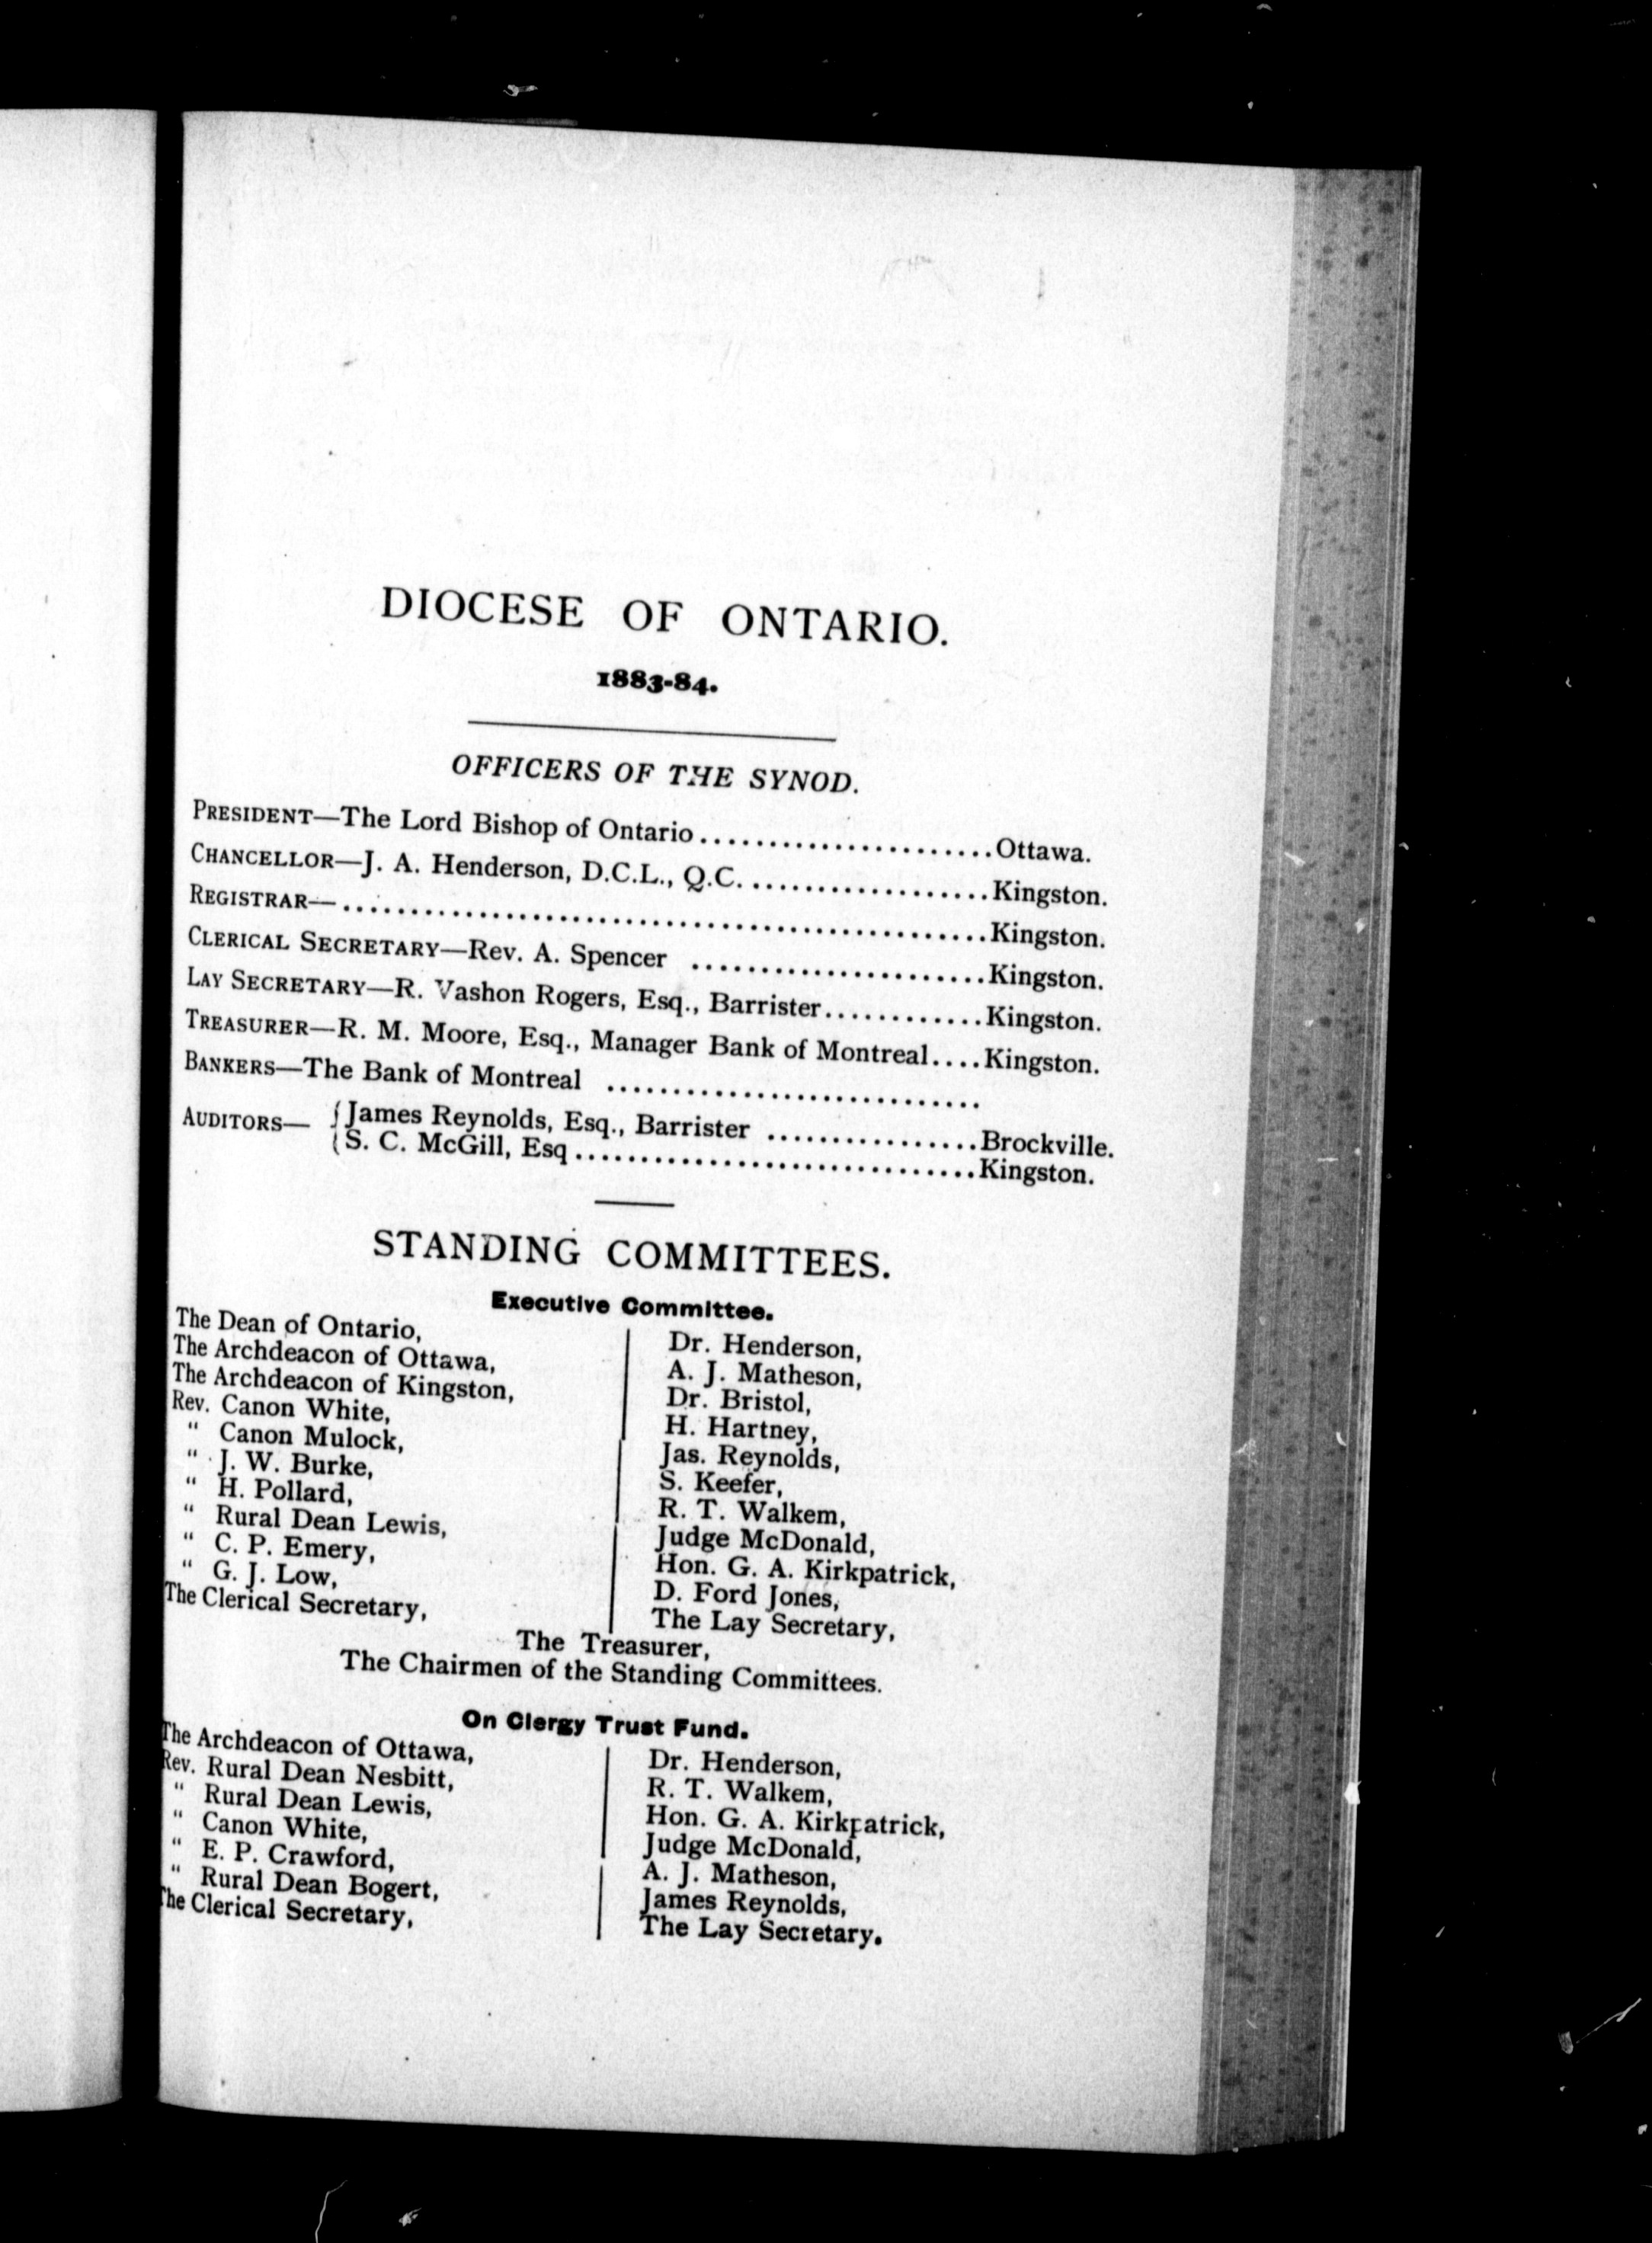 DIOCESE OF ONTARIO.
1883-84.
OFFICERS OF THE SYNOD.
PRESIDENT—The Lord Bishop of Ontario......................Ottawa.
CHANCELLOR—J. A. Henderson, D.C.L., Q.C...................Kingston.
REGISTRAR—................................................Kingston.
CLERICAL SECRETARY—Rev. A. Spencer ......................Kingston.
LAY SECRETARY—R. Vashon Rogers, Esq., Barrister............Kingston.
TREASURER—R. M. Moore, Esq., Manager Bank of Montreal....Kingston.
BANKERS—The Bank of Montreal ............................
AUDITORS— { James Reynolds, Esq., Barrister ................Brockville.
{ S. C. McGill, Esq..............................Kingston.
STANDING COMMITTEES.
Executive Committee.
The Dean of Ontario,
The Archdeacon of Ottawa,
The Archdeacon of Kingston,
Rev. Canon White,
" Canon Mulock,
" J. W. Burke,
" H. Pollard,
" Rural Dean Lewis,
" C. P. Emery,
" G. J. Low,
The Clerical Secretary,
Dr. Henderson,
A. J. Matheson,
Dr. Bristol,
H. Hartney,
Jas. Reynolds,
S. Keefer,
R. T. Walkem,
Judge McDonald,
Hon. G. A. Kirkpatrick,
D. Ford Jones,
The Lay Secretary,
The Treasurer,
The Chairmen of the Standing Committees.
On Clergy Trust Fund.
The Archdeacon of Ottawa,
Rev. Rural Dean Nesbitt,
" Rural Dean Lewis,
" Canon White,
" E. P. Crawford,
" Rural Dean Bogert,
The Clerical Secretary,
Dr. Henderson,
R. T. Walkem,
Hon. G. A. Kirkpatrick,
Judge McDonald,
A. J. Matheson,
James Reynolds,
The Lay Secretary.